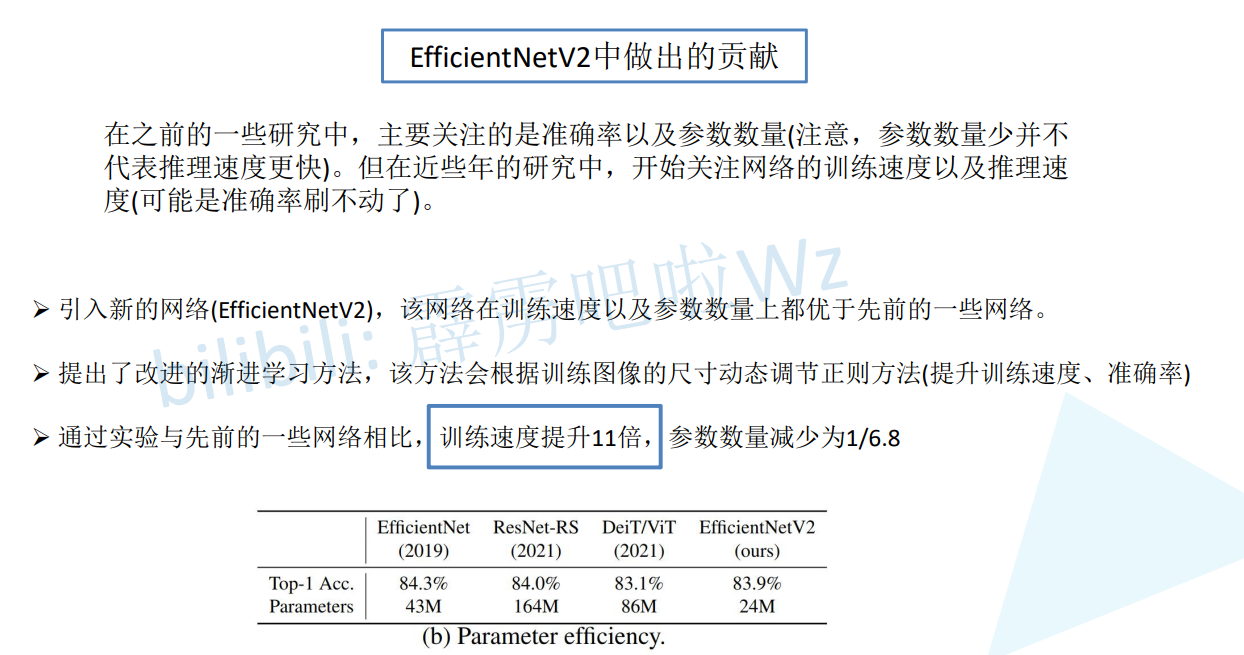 EfficientNetV2中做出的贡献
在之前的一些研究中，主要关注的是准确率以及参数数量(注意，参数数量少并不
代表推理速度更快)。但在近些年的研究中，开始关注网络的训练速度以及推理速
度(可能是准确率刷不动了)。
bilibili: 霹雳吧啦Wz
➢ 引入新的网络(EfficientNetV2)，该网络在训练速度以及参数数量上都优于先前的一些网络。
➢ 提出了改进的渐进学习方法，该方法会根据训练图像的尺寸动态调节正则方法(提升训练速度、准确率)
➢ 通过实验与先前的一些网络相比，训练速度提升11倍，参数数量减少为1/6.8
EfficientNet ResNet-RS DeiT/ViT EfficientNetV2
(2019) (2021) (2021) (ours)
Top-1 Acc. 84.3% 84.0% 83.1% 83.9%
Parameters 43M 164M 86M 24M
(b) Parameter efficiency.